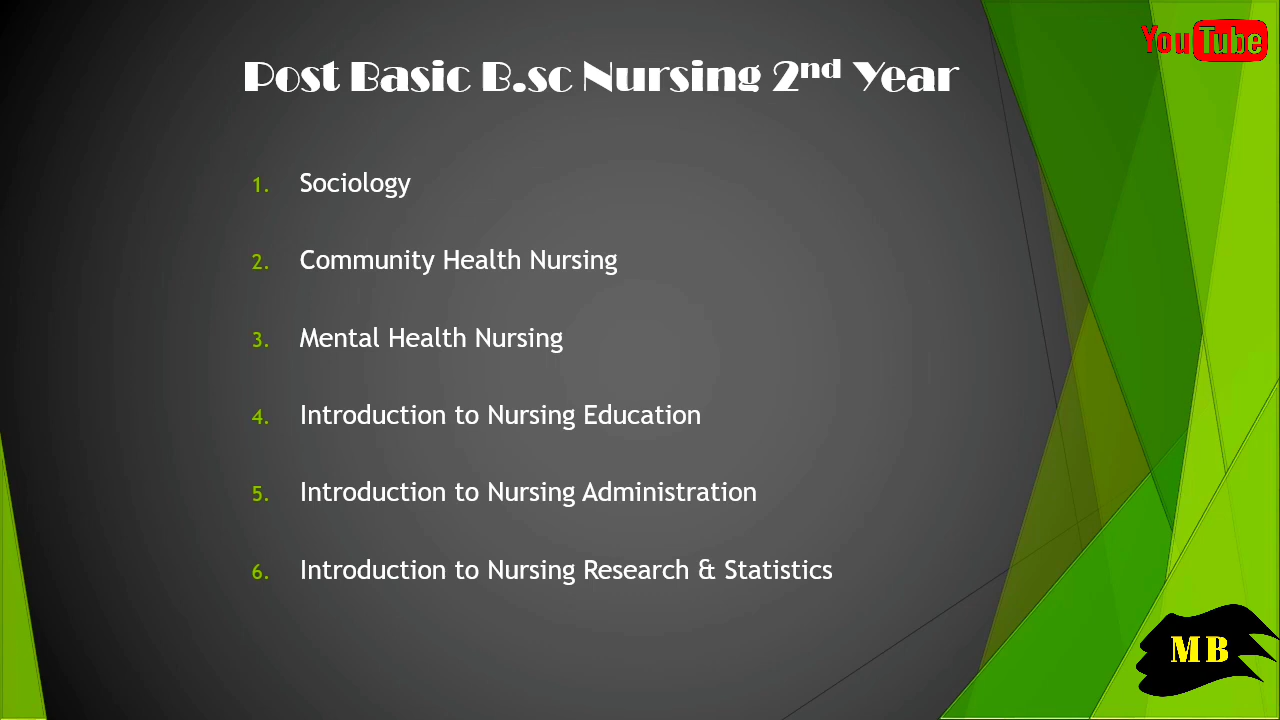 YouTube
Post Basic B.sc Nursing 2nd Year
1. Sociology
2. Community Health Nursing
3. Mental Health Nursing
4. Introduction to Nursing Education
5. Introduction to Nursing Administration
6. Introduction to Nursing Research & Statistics
MB